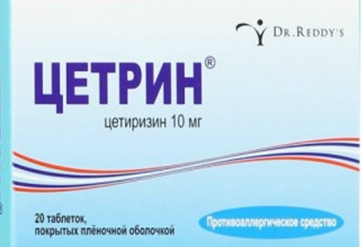 DR.REDDY'S
ЦЕТРИН®
цетиризин 10 мг
20 таблеток,
покрытых плёночной оболочкой
Противоаллергическое средство